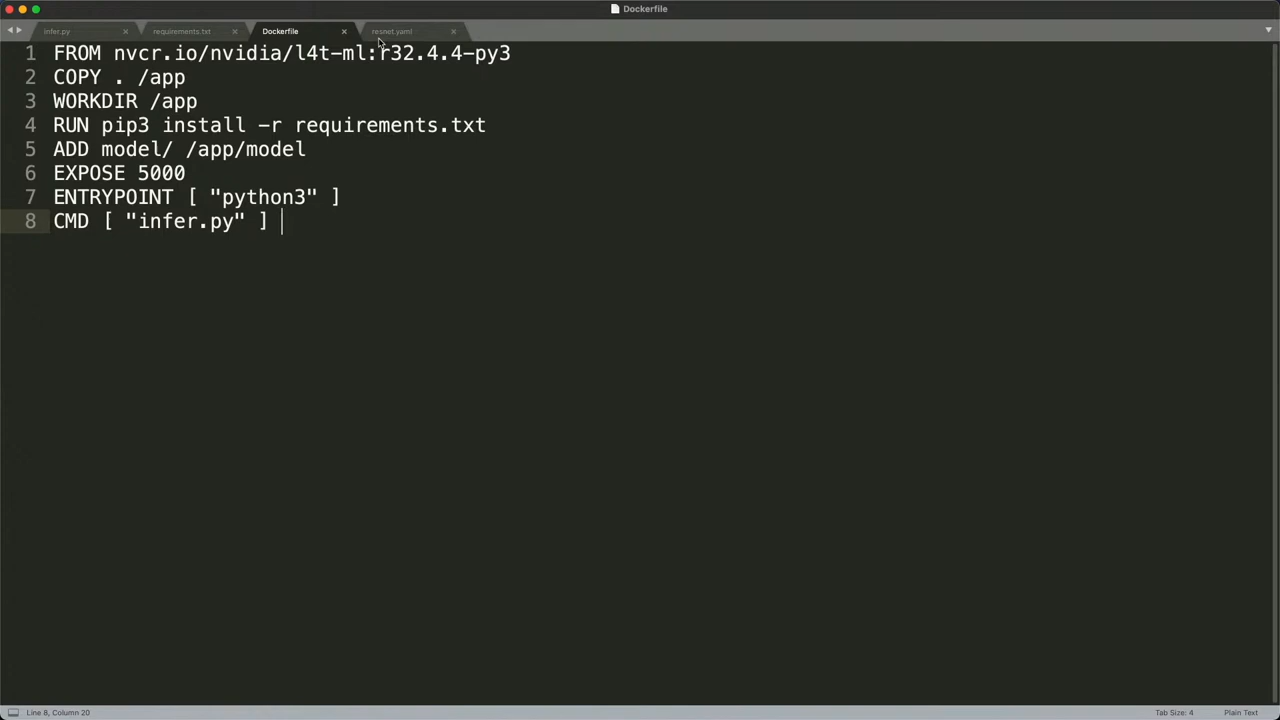 Dockerfile
infer.py
requirements.txt
Dockerfile
resnet.yaml
1 FROM nvcr.io/nvidia/l4t-ml:r32.4.4-py3
2 COPY . /app
3 WORKDIR /app
4 RUN pip3 install -r requirements.txt
5 ADD model/ /app/model
6 EXPOSE 5000
7 ENTRYPOINT [ "python3" ]
8 CMD [ "infer.py" ]
Line 8, Column 20
Tab Size: 4
Plain Text